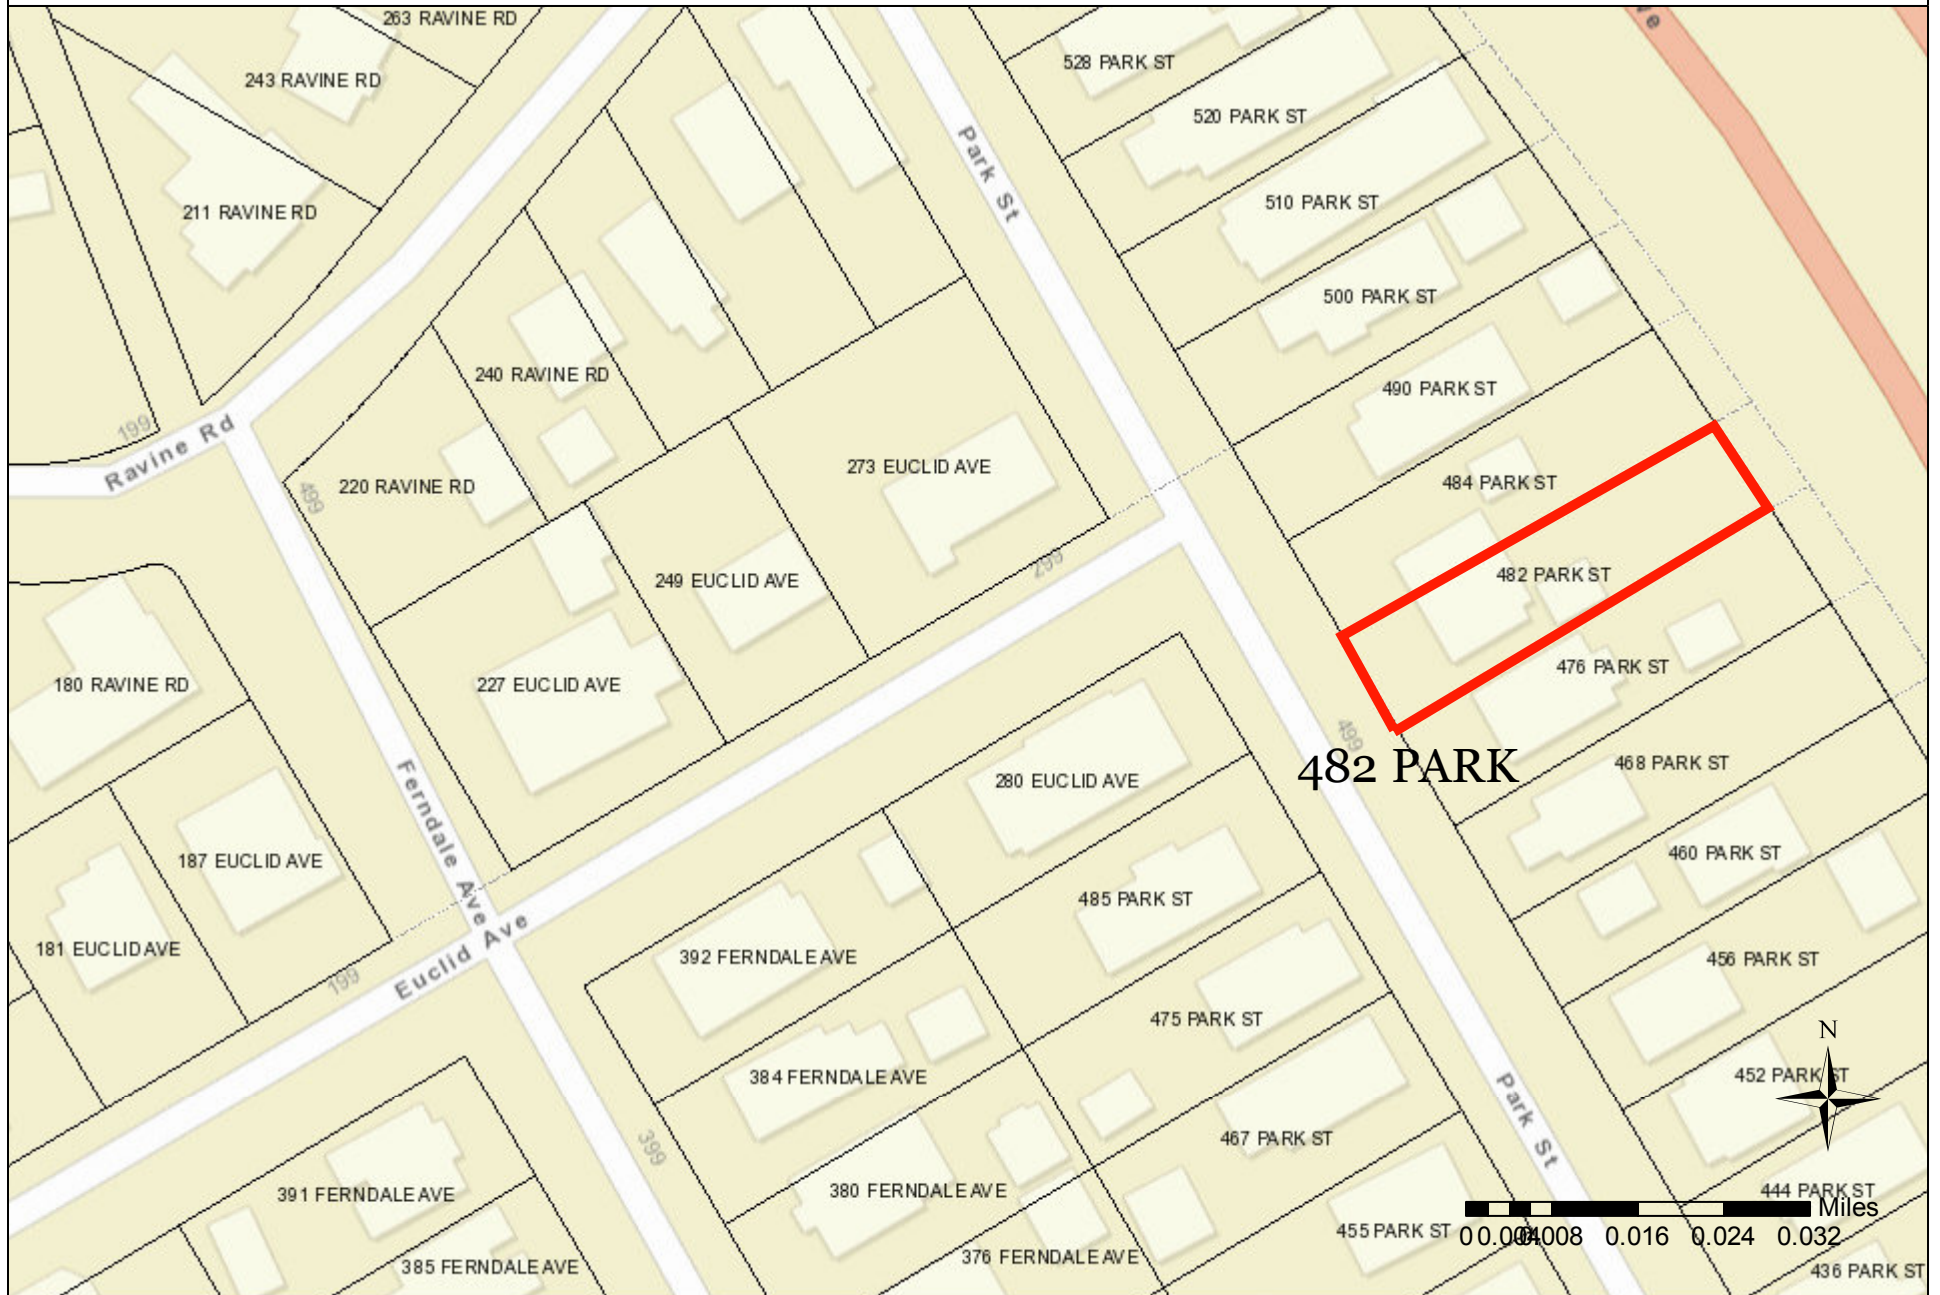 263 RAVINE RD
243 RAVINE RD
528 PARK ST
520 PARK ST
Park St
510 PARK ST
211 RAVINE RD
500 PARK ST
240 RAVINE RD
490 PARK ST
199
Ravine Rd
273 EUCLID AVE
484 PARK ST
220 RAVINE RD
499
299
249 EUCLID AVE
482 PARK ST
476 PARK ST
180 RAVINE RD
227 EUCLID AVE
499
482 PARK
468 PARK ST
280 EUCLID AVE
Ferndale Ave
187 EUCLID AVE
460 PARK ST
485 PARK ST
181 EUCLID AVE
392 FERNDALE AVE
456 PARK ST
Euclid Ave
199
475 PARK ST
N
384 FERNDALE AVE
452 PARK ST
Park St
399
467 PARK ST
391 FERNDALE AVE
380 FERNDALE AVE
444 PARK ST
Miles
455 PARK ST
0 0.004 0.008 0.016 0.024 0.032
376 FERNDALE AVE
385 FERNDALE AVE
436 PARK ST